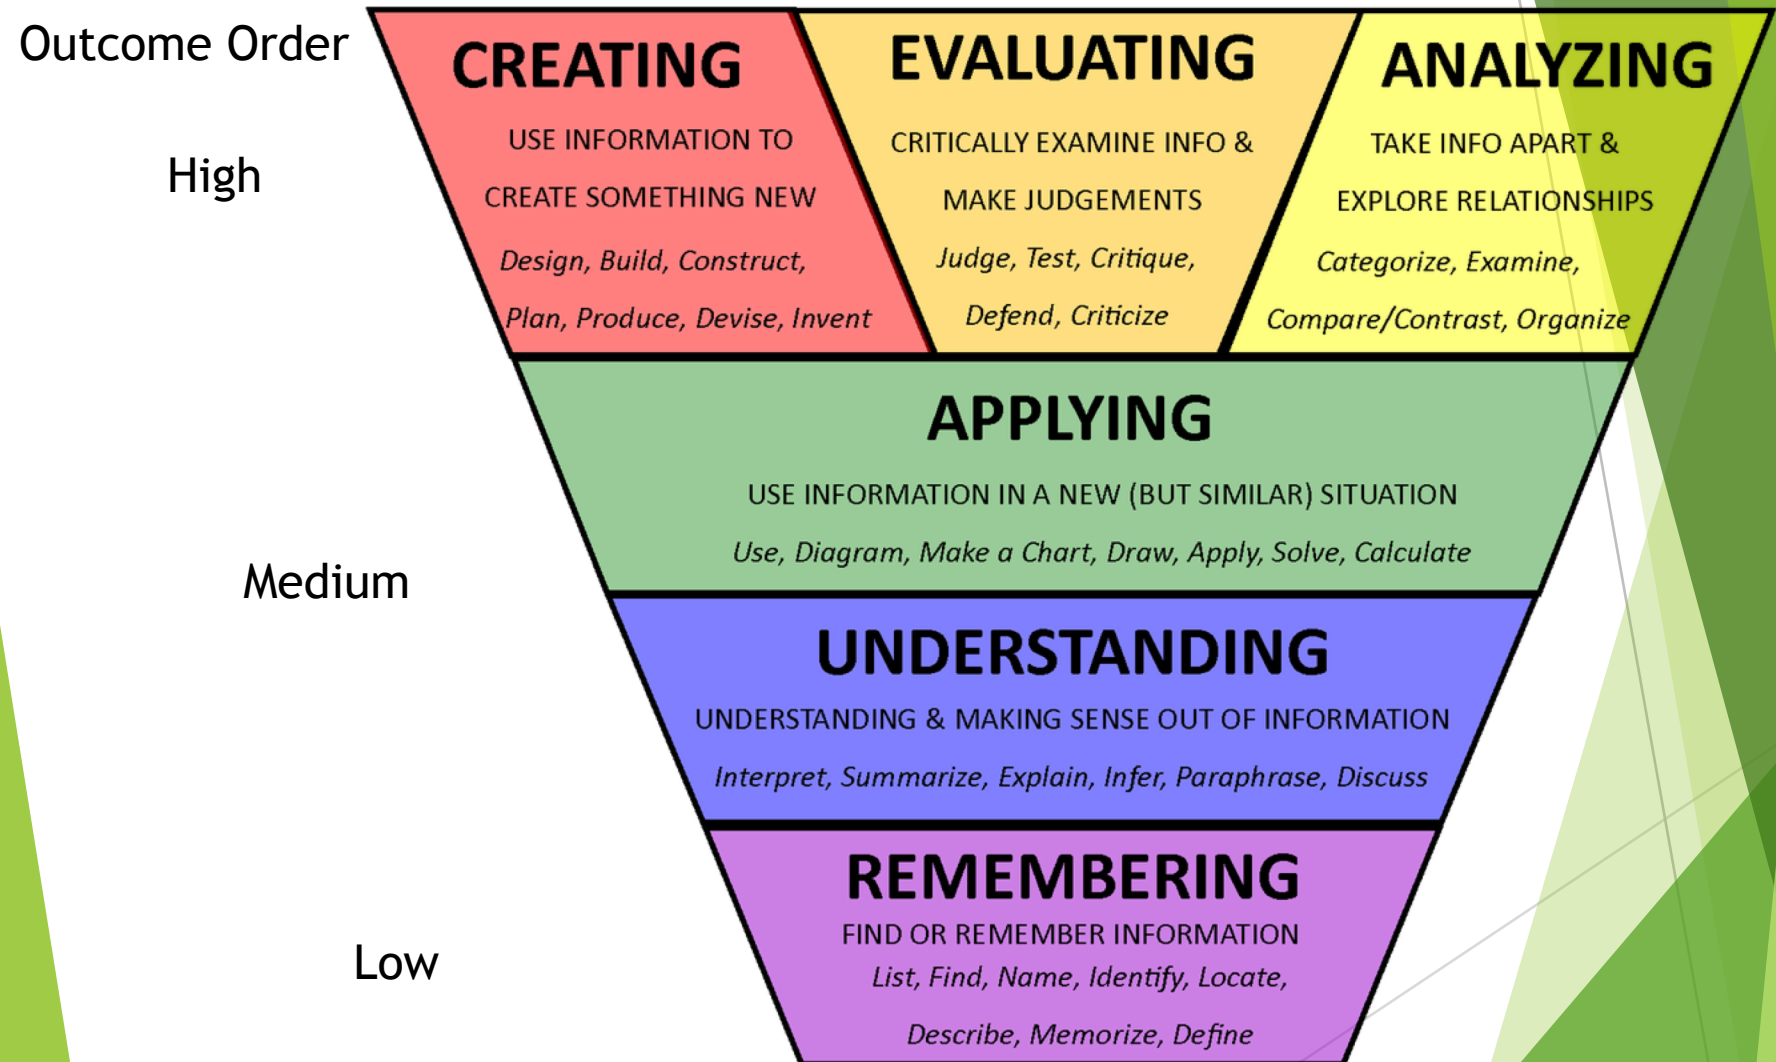 Outcome Order
High
Medium
Low
CREATING
USE INFORMATION TO
CREATE SOMETHING NEW
Design, Build, Construct,
Plan, Produce, Devise, Invent
EVALUATING
CRITICALLY EXAMINE INFO &
MAKE JUDGEMENTS
Judge, Test, Critique,
Defend, Criticize
ANALYZING
TAKE INFO APART &
EXPLORE RELATIONSHIPS
Categorize, Examine,
Compare/Contrast, Organize
APPLYING
USE INFORMATION IN A NEW (BUT SIMILAR) SITUATION
Use, Diagram, Make a Chart, Draw, Apply, Solve, Calculate
UNDERSTANDING
UNDERSTANDING & MAKING SENSE OUT OF INFORMATION
Interpret, Summarize, Explain, Infer, Paraphrase, Discuss
REMEMBERING
FIND OR REMEMBER INFORMATION
List, Find, Name, Identify, Locate,
Describe, Memorize, Define